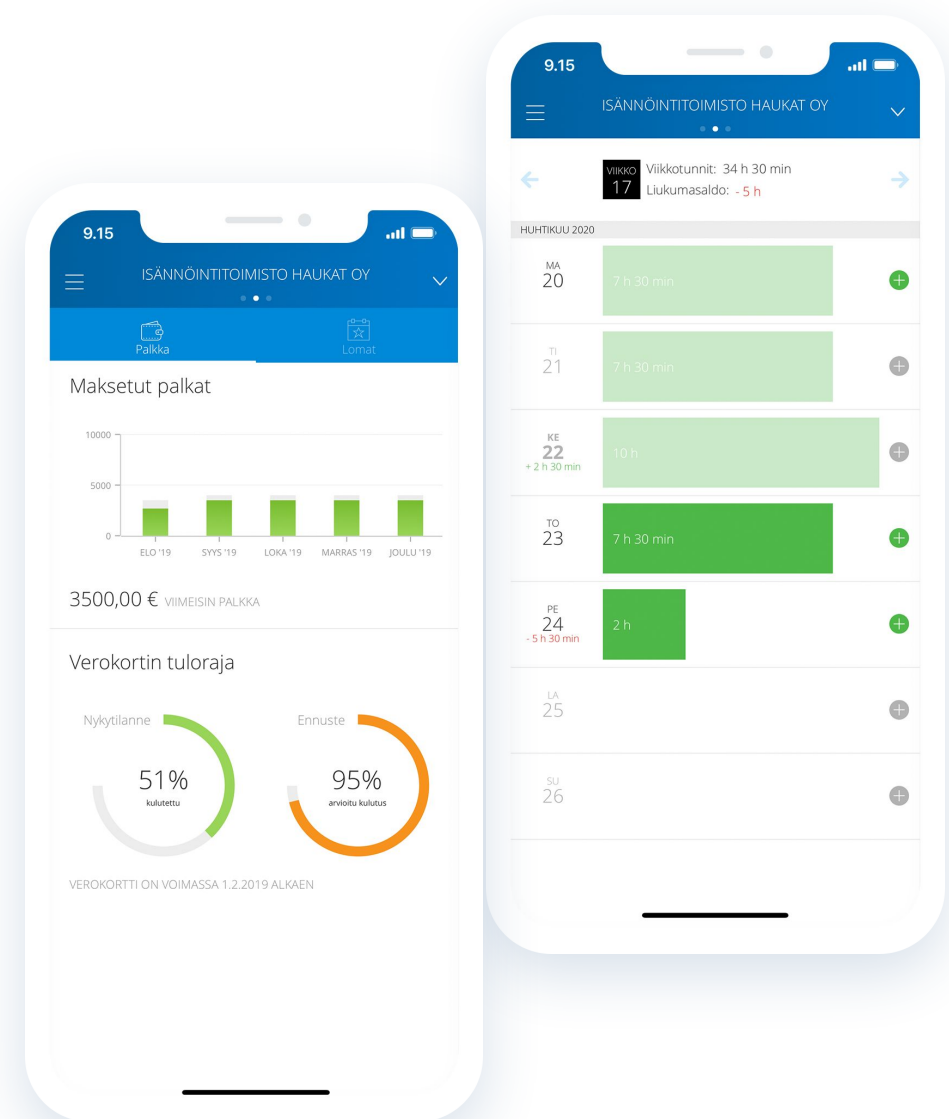 9.15
ISÄNNÖINTITOIMISTO HAUKAT OY
Palkka
Lomat
Maksetut palkat
10000
5000
0
ELO '19 SYYS '19 LOKA '19 MARRAS '19 JOULU '19
3500,00 € VIIMEISIN PALKKA
Verokortin tuloraja
Nykytilanne
51%
kulutettu
Ennuste
95%
arvioitu kulutus
VEROKORTTI ON VOIMASSA 1.2.2019 ALKAEN
9.15
ISÄNNÖINTITOIMISTO HAUKAT OY
VIIKKO
17
Viikkotunnit: 34 h 30 min
Liukumasaldo: - 5 h
HUHTIKUU 2020
MA
20
7 h 30 min
TI
21
7 h 30 min
KE
22
+ 2 h 30 min
10 h
TO
23
7 h 30 min
PE
24
- 5 h 30 min
2 h
LA
25
SU
26